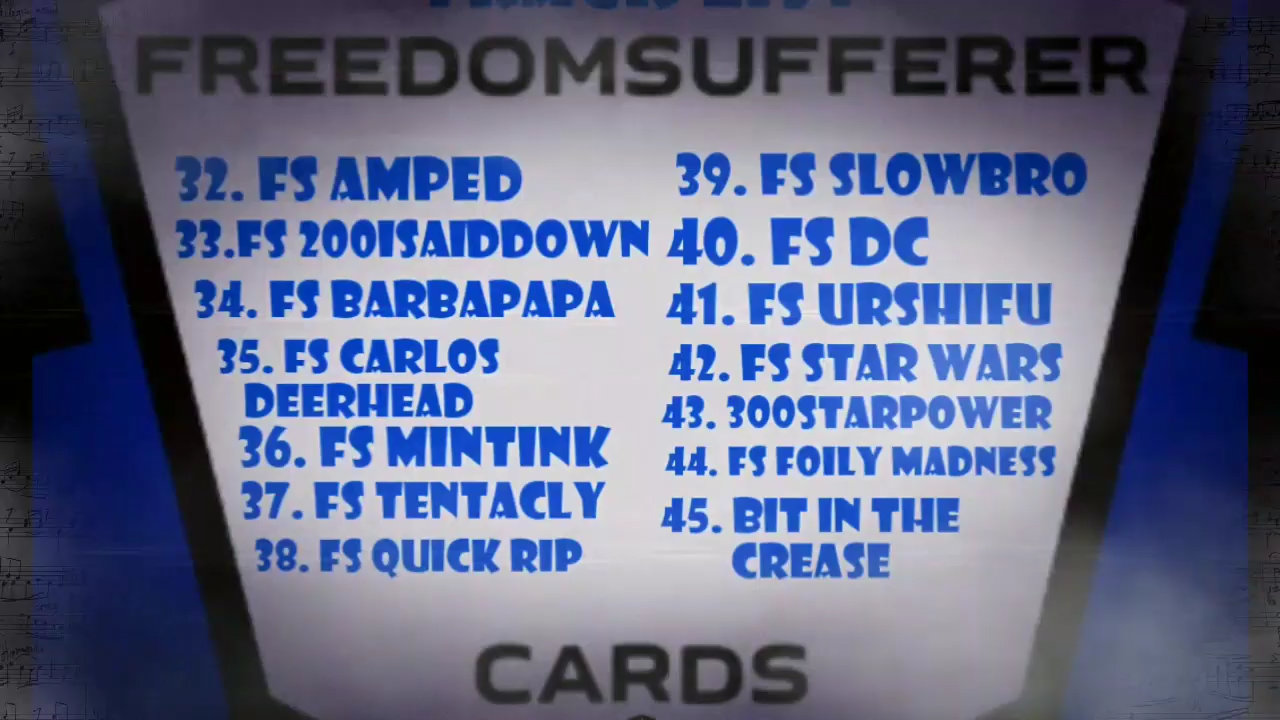 FREEDOMSUFFERER
32. FS AMPED
33.FS 200ISAIDDOWN
34. FS BARBAPAPA
35. FS CARLOS
DEERHEAD
36. FS MINTINK
37. FS TENTACLY
38. FS QUICK RIP
39. FS SLOWBRO
40. FS DC
41. FS URSHIFU
42. FS STAR WARS
43. 300STARPOWER
44. FS FOILY MADNESS
45. BIT IN THE
CREASE
CARDS